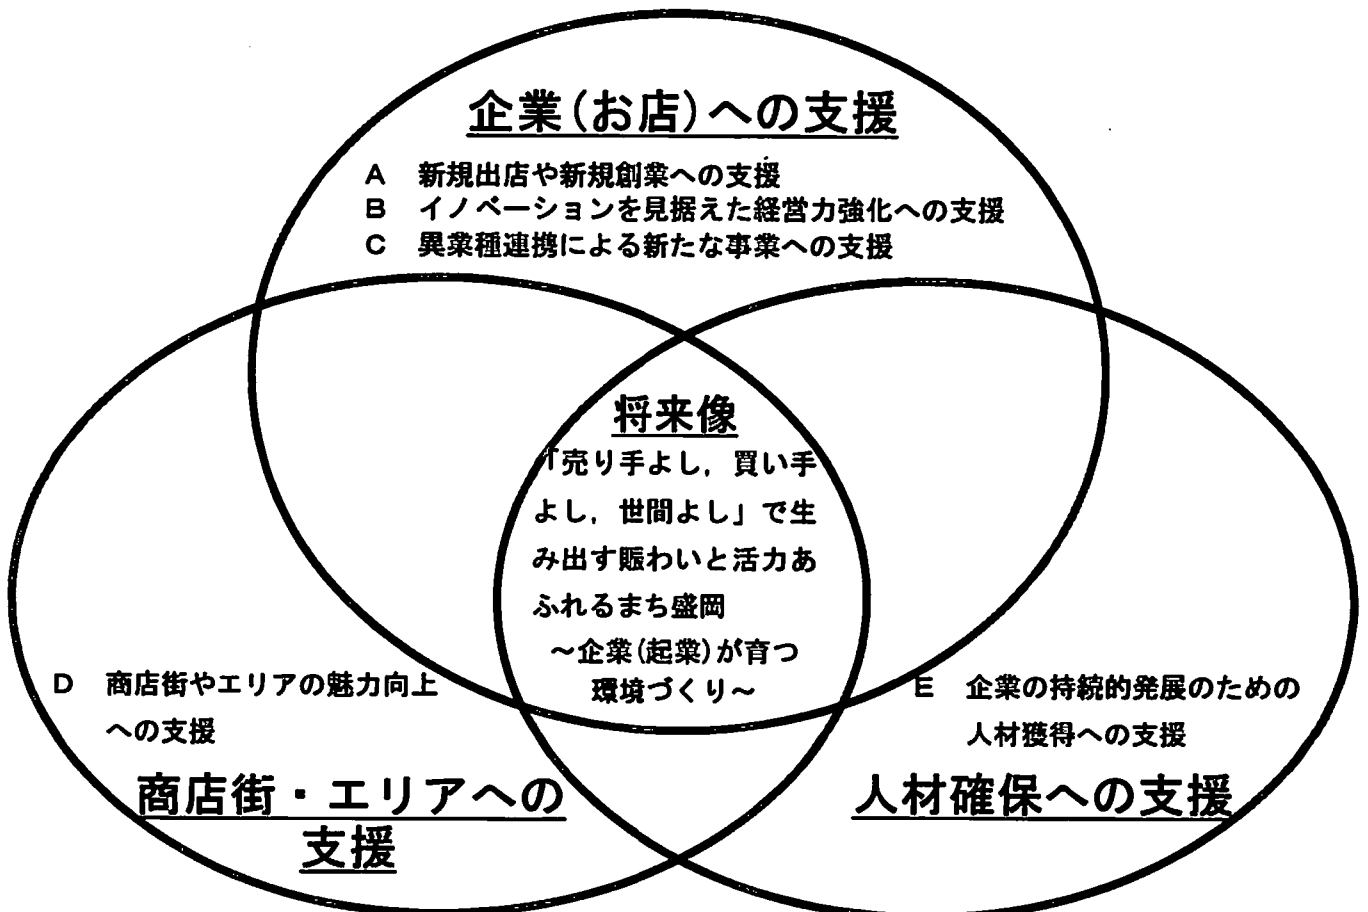 企業(お店)への支援
A 新規出店や新規創業への支援
B イノベーションを見据えた経営力強化への支援
C 異業種連携による新たな事業への支援
将来像
「売り手よし，買い手
よし，世間よし」で生
み出す賑わいと活力あ
ふれるまち盛岡
～企業(起業)が育つ
環境づくり～
D 商店街やエリアの魅力向上
への支援
商店街・エリアへの
支援
E 企業の持続的発展のための
人材獲得への支援
人材確保への支援